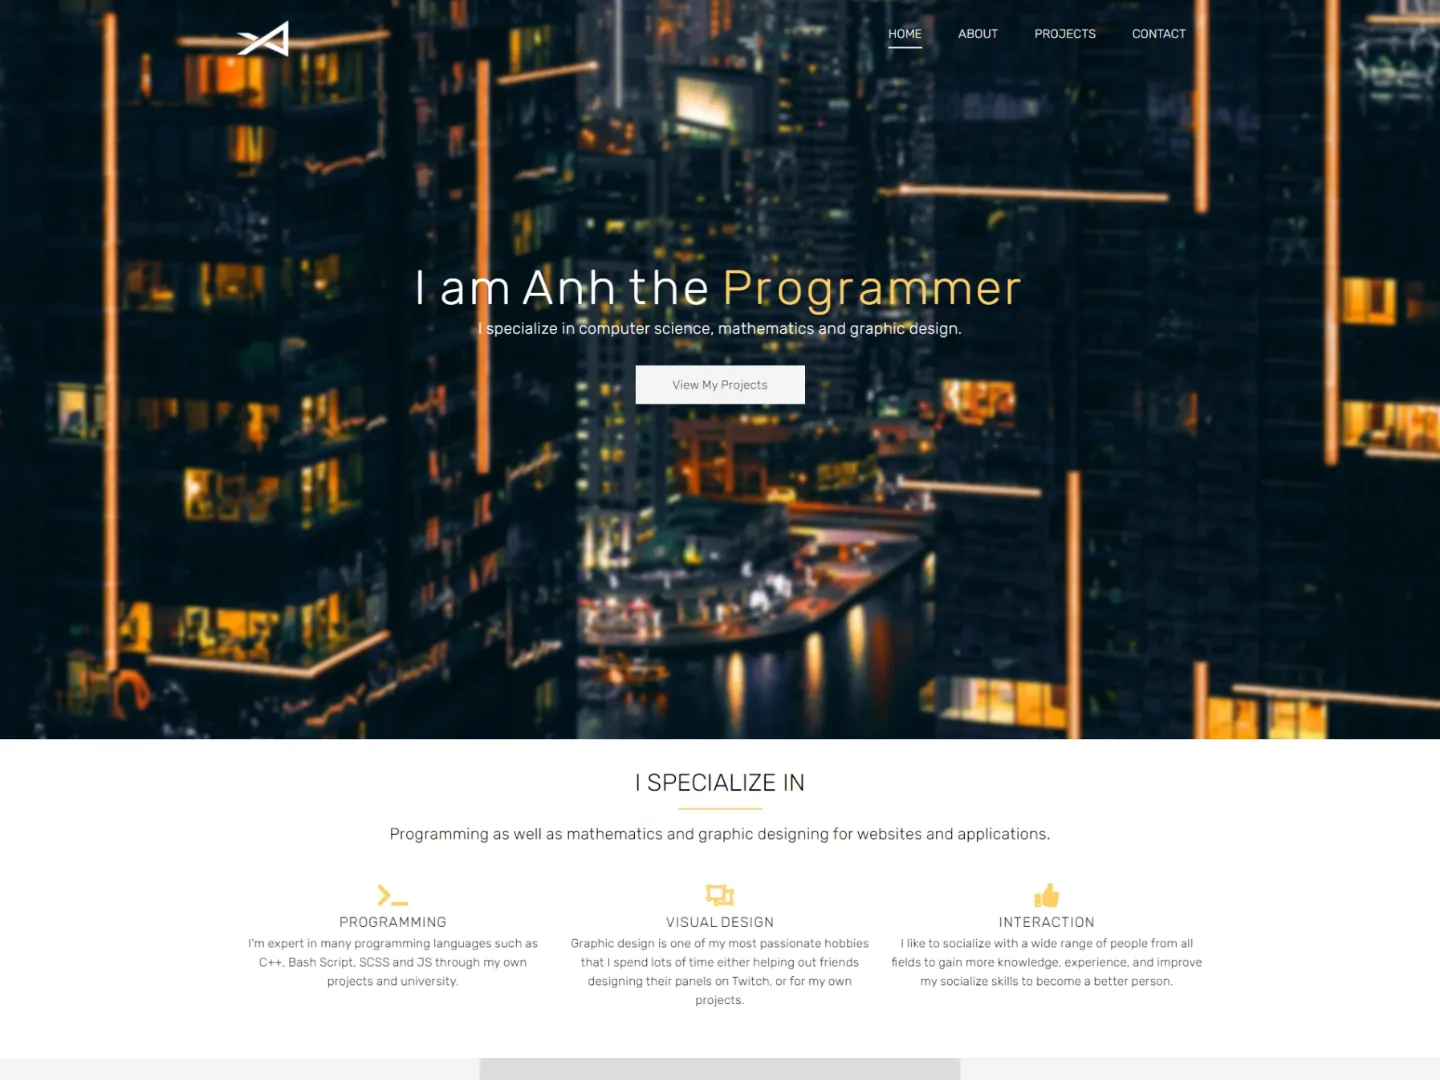 HOME ABOUT PROJECTS CONTACT
I am Anh the Programmer
I specialize in computer science, mathematics and graphic design.
View My Projects
I SPECIALIZE IN
Programming as well as mathematics and graphic designing for websites and applications.
PROGRAMMING
I'm expert in many programming languages such as
C++, Bash Script, SCSS and JS through my own
projects and university.
VISUAL DESIGN
Graphic design is one of my most passionate hobbies
that I spend lots of time either helping out friends
designing their panels on Twitch, or for my own
projects.
INTERACTION
I like to socialize with a wide range of people from all
fields to gain more knowledge, experience, and improve
my socialize skills to become a better person.